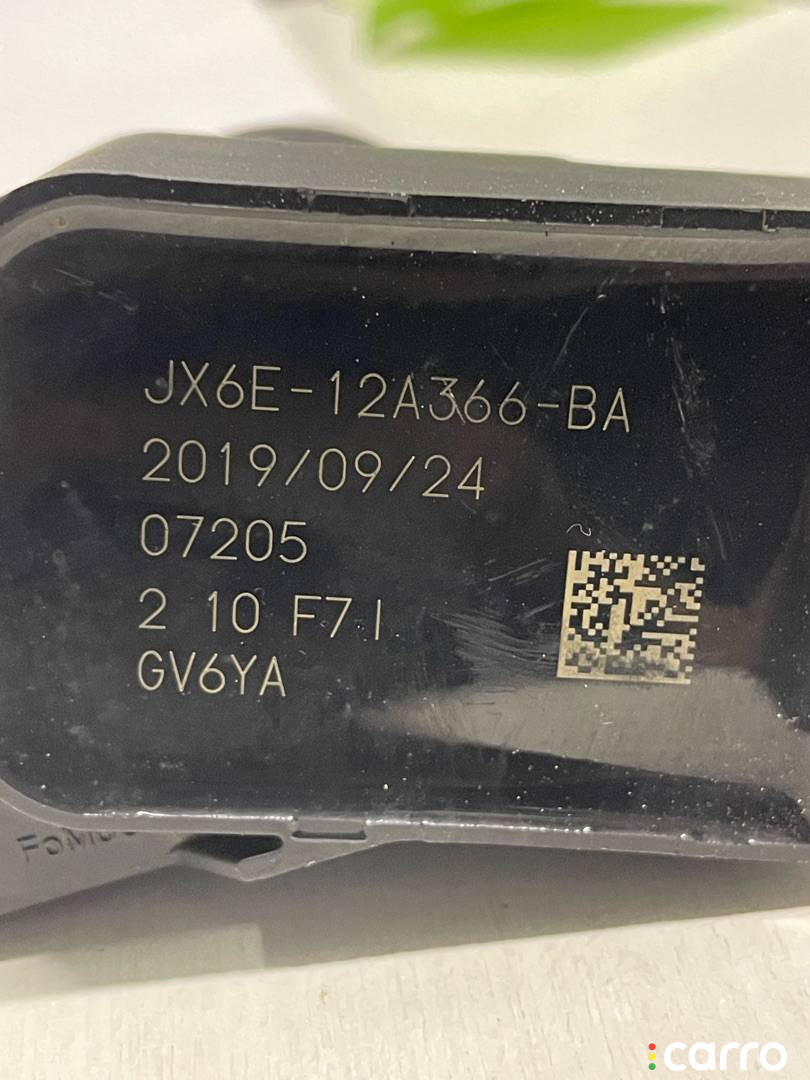 JX6E-12A366-BA
2019/09/24
07205
2 10 F7 I
GV6YA
carro